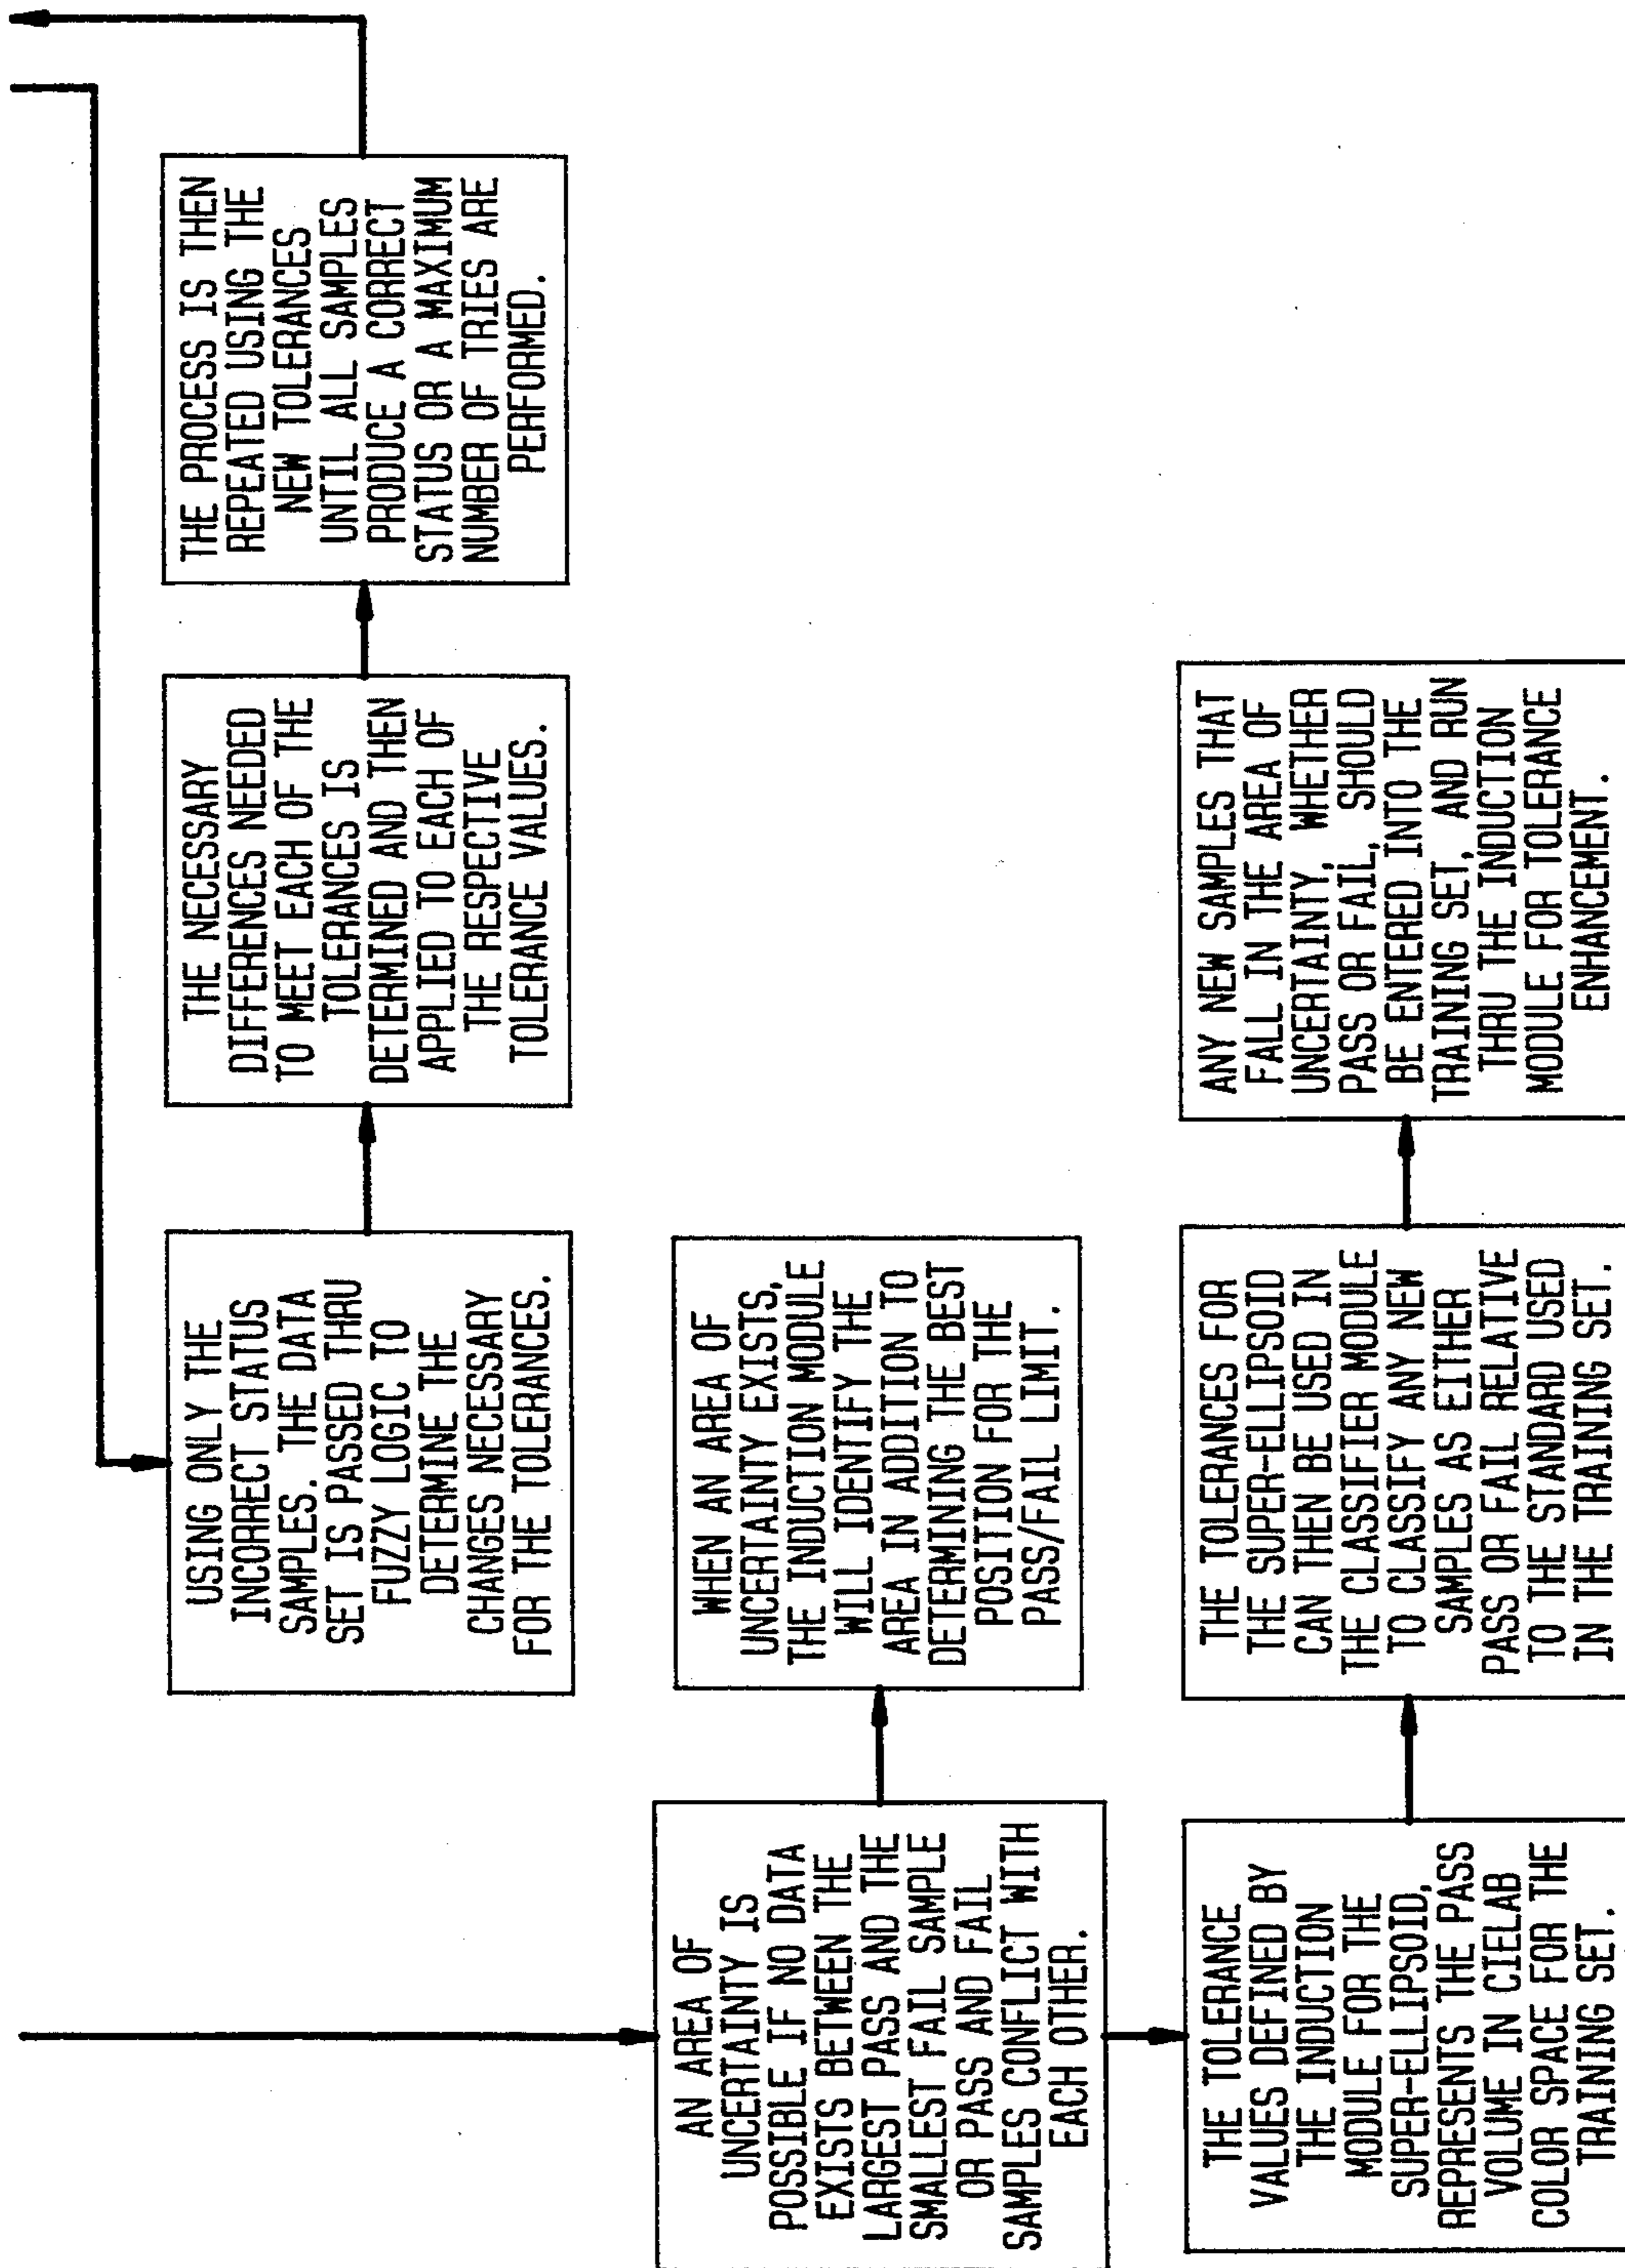 USING ONLY THE
INCORRECT STATUS
SAMPLES. THE DATA
SET IS PASSED THRU
FUZZY LOGIC TO
DETERMINE THE
CHANGES NECESSARY
FOR THE TOLERANCES.
THE NECESSARY
DIFFERENCES NEEDED
TO MEET EACH OF THE
TOLERANCES IS
DETERMINED AND THEN
APPLIED TO EACH OF
THE RESPECTIVE
TOLERANCE VALUES.
THE PROCESS IS THEN
REPEATED USING THE
NEW TOLERANCES
UNTIL ALL SAMPLES
PRODUCE A CORRECT
STATUS OR A MAXIMUM
NUMBER OF TRIES ARE
PERFORMED.
AN AREA OF
UNCERTAINTY IS
POSSIBLE IF NO DATA
EXISTS BETWEEN THE
LARGEST PASS AND THE
SMALLEST FAIL SAMPLE
OR PASS AND FAIL
SAMPLES CONFLICT WITH
EACH OTHER.
WHEN AN AREA OF
UNCERTAINTY EXISTS,
THE INDUCTION MODULE
WILL IDENTIFY THE
AREA IN ADDITION TO
DETERMINING THE BEST
POSITION FOR THE
PASS/FAIL LIMIT.
THE TOLERANCE
VALUES DEFINED BY
THE INDUCTION
MODULE FOR THE
SUPER-ELLIPSOID,
REPRESENTS THE PASS
VOLUME IN CIELAB
COLOR SPACE FOR THE
TRAINING SET.
THE TOLERANCES FOR
THE SUPER-ELLIPSOID
CAN THEN BE USED IN
THE CLASSIFIER MODULE
TO CLASSIFY ANY NEW
SAMPLES AS EITHER
PASS OR FAIL RELATIVE
TO THE STANDARD USED
IN THE TRAINING SET.
ANY NEW SAMPLES THAT
FALL IN THE AREA OF
UNCERTAINTY, WHETHER
PASS OR FAIL, SHOULD
BE ENTERED INTO THE
TRAINING SET, AND RUN
THRU THE INDUCTION
MODULE FOR TOLERANCE
ENHANCEMENT.